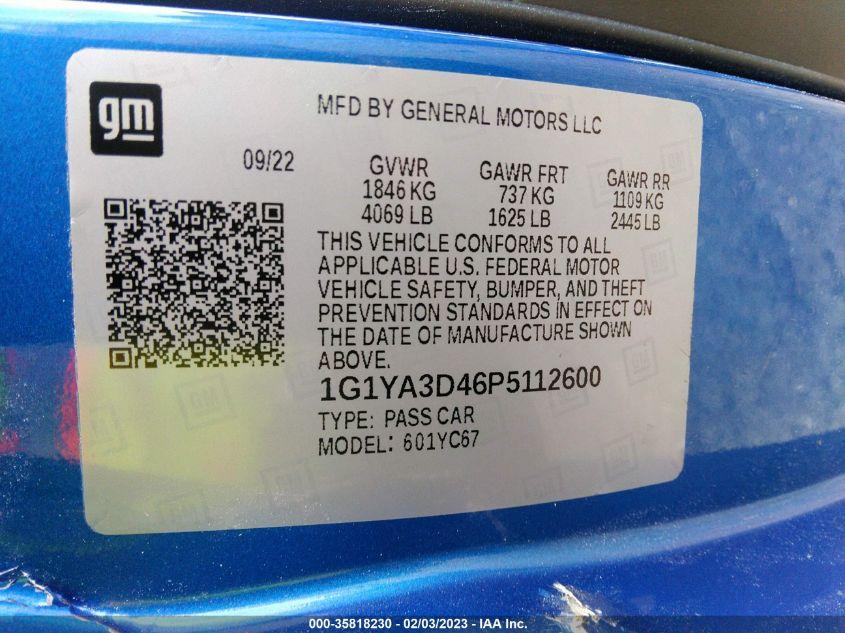 gm
MFD BY GENERAL MOTORS LLC
09/22
GVWR GAWR FRT GAWR RR
1846 KG 737 KG 1109 KG
4069 LB 1625 LB 2445 LB
THIS VEHICLE CONFORMS TO ALL
APPLICABLE U.S. FEDERAL MOTOR
VEHICLE SAFETY, BUMPER, AND THEFT
PREVENTION STANDARDS IN EFFECT ON
THE DATE OF MANUFACTURE SHOWN
ABOVE.
1G1YA3D46P5112600
TYPE: PASS CAR
MODEL: 601YC67
000-35818230 - 02/03/2023 - IAA Inc.